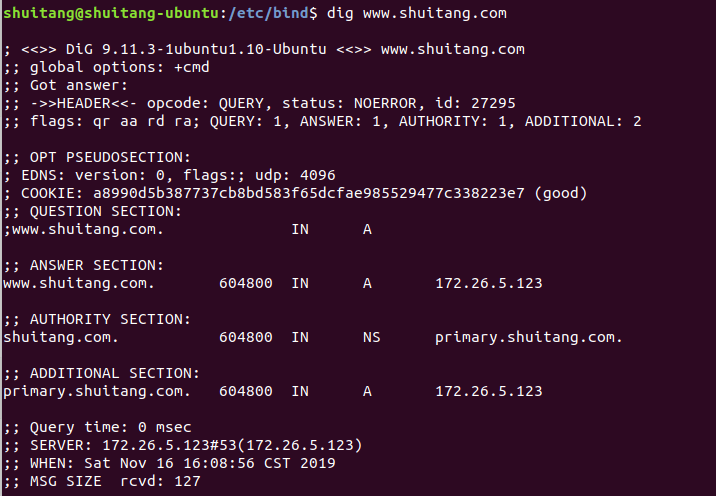 shuitang@shuitang-ubuntu:/etc/bind$ dig www.shuitang.com
; <<>> DiG 9.11.3-1ubuntu1.10-Ubuntu <<>> www.shuitang.com
;; global options: +cmd
;; Got answer:
;; ->>HEADER<<- opcode: QUERY, status: NOERROR, id: 27295
;; flags: qr aa rd ra; QUERY: 1, ANSWER: 1, AUTHORITY: 1, ADDITIONAL: 2
;; OPT PSEUDOSECTION:
; EDNS: version: 0, flags:; udp: 4096
; COOKIE: a8990d5b387737cb8bd583f65dcfae985529477c338223e7 (good)
;; QUESTION SECTION:
;www.shuitang.com. IN A
;; ANSWER SECTION:
www.shuitang.com. 604800 IN A 172.26.5.123
;; AUTHORITY SECTION:
shuitang.com. 604800 IN NS primary.shuitang.com.
;; ADDITIONAL SECTION:
primary.shuitang.com. 604800 IN A 172.26.5.123
;; Query time: 0 msec
;; SERVER: 172.26.5.123#53(172.26.5.123)
;; WHEN: Sat Nov 16 16:08:56 CST 2019
;; MSG SIZE rcvd: 127